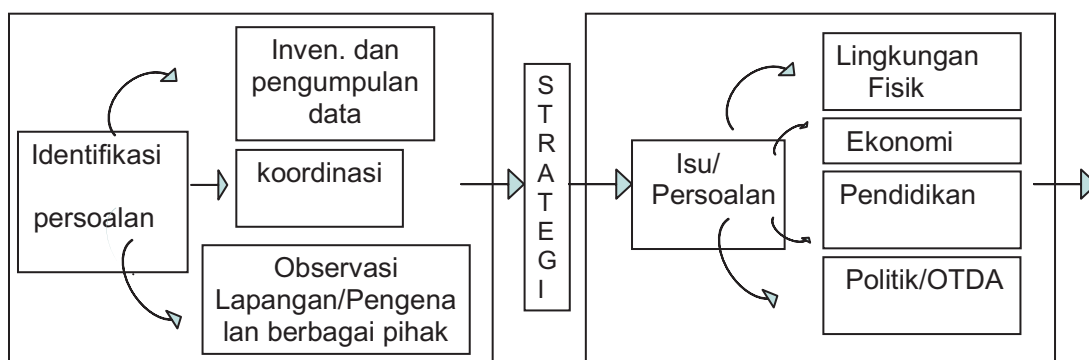 Identifikasi
persoalan
Inven. dan
pengumpulan
data
koordinasi
Observasi
Lapangan/Pengena
lan berbagai pihak
S
T
R
A
T
E
G
I
Isu/
Persoalan
Lingkungan
Fisik
Ekonomi
Pendidikan
Politik/OTDA